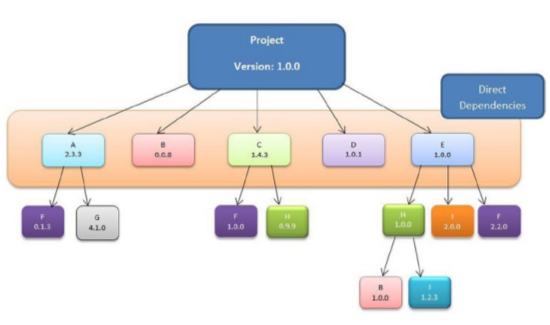 Project
Version: 1.0.0
Direct
Dependencies
A
2.3.3
B
0.0.8
C
1.4.3
D
1.0.1
E
1.0.0
F
0.1.3
G
4.1.0
F
1.0.0
H
0.9.9
H
1.0.0
I
2.0.0
F
2.2.0
B
1.0.0
J
1.2.3